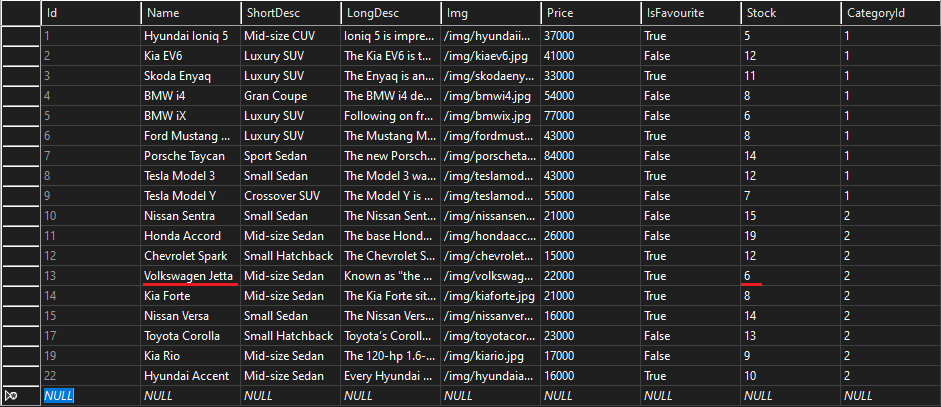 Id Name ShortDesc LongDesc Img Price IsFavourite Stock CategoryId
1 Hyundai Ioniq 5 Mid-size CUV Ioniq 5 is impre... /img/hyundaii... 37000 True 5 1
2 Kia EV6 Luxury SUV The Kia EV6 is t... /img/kiaev6.jpg 41000 False 12 1
3 Skoda Enyaq Luxury SUV The Enyaq is an... /img/skodaeny... 33000 True 11 1
4 BMW i4 Gran Coupe The BMW i4 de... /img/bmwi4.jpg 54000 False 8 1
5 BMW iX Luxury SUV Following on fr... /img/bmwix.jpg 77000 False 6 1
6 Ford Mustang ... Luxury SUV The Mustang M... /img/fordmust... 43000 True 8 1
7 Porsche Taycan Sport Sedan The new Porsch... /img/porscheta... 84000 False 14 1
8 Tesla Model 3 Small Sedan The Model 3 wa... /img/teslamod... 43000 True 12 1
9 Tesla Model Y Crossover SUV The Model Y is ... /img/teslamod... 55000 False 7 1
10 Nissan Sentra Small Sedan The Nissan Sent... /img/nissansen... 21000 False 15 2
11 Honda Accord Mid-size Sedan The base Hond... /img/hondaacc... 26000 False 19 2
12 Chevrolet Spark Small Hatchback The Chevrolet S... /img/chevrolet... 15000 True 12 2
13 Volkswagen Jetta Mid-size Sedan Known as "the ... /img/volkswag... 22000 True 6 2
14 Kia Forte Mid-size Sedan The Kia Forte sit... /img/kiaforte.jpg 21000 True 8 2
15 Nissan Versa Small Sedan The Nissan Vers... /img/nissanver... 16000 True 14 2
17 Toyota Corolla Small Hatchback Toyota's Coroll... /img/toyotacor... 23000 False 13 2
19 Kia Rio Mid-size Sedan The 120-hp 1.6-... /img/kiario.jpg 17000 False 9 2
22 Hyundai Accent Mid-size Sedan Every Hyundai ... /img/hyundaia... 16000 True 10 2
NULL NULL NULL NULL NULL NULL NULL NULL NULL